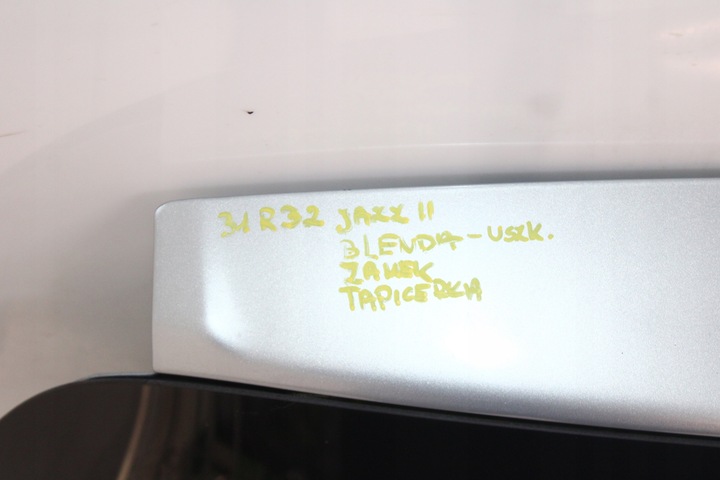 31 R32 JAZZ II
BLENDA - USZK.
ZAMEK
TAPICERKA